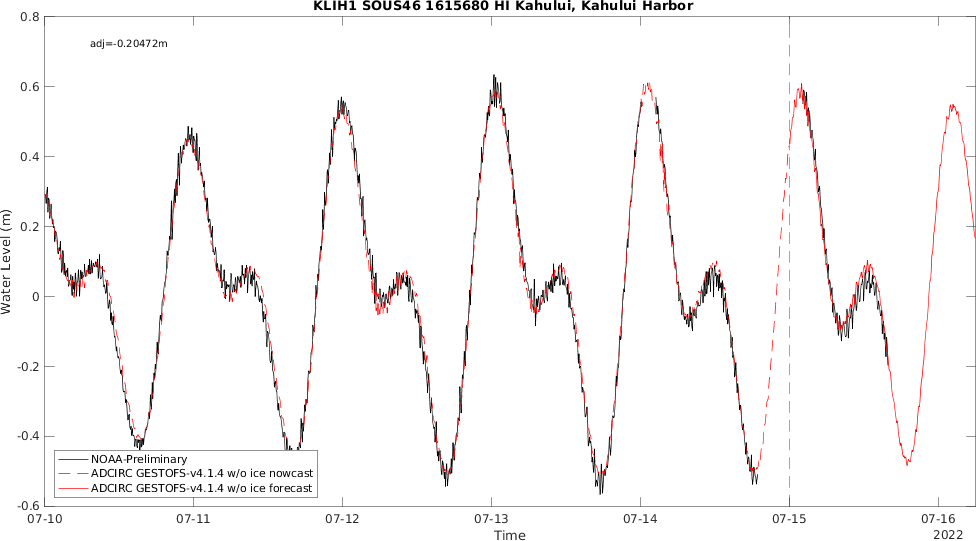 KLIH1 SOUS46 1615680 HI Kahului, Kahului Harbor
adj=-0.20472m
0.8
0.6
0.4
0.2
0
-0.2
-0.4
-0.6
Water Level (m)
NOAA-Preliminary
ADCIRC GESTOFS-v4.1.4 w/o ice nowcast
ADCIRC GESTOFS-v4.1.4 w/o ice forecast
07-10 07-11 07-12 07-13 07-14 07-15 07-16
Time
2022